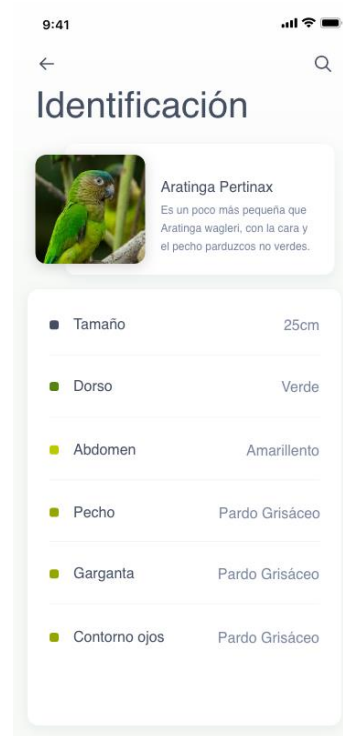 9:41
Identificación
Aratinga Pertinax
Es un poco más pequeña que
Aratinga wagleri, con la cara y
el pecho parduzcos no verdes.
Tamaño 25cm
Dorso Verde
Abdomen Amarillento
Pecho Pardo Grisáceo
Garganta Pardo Grisáceo
Contorno ojos Pardo Grisáceo